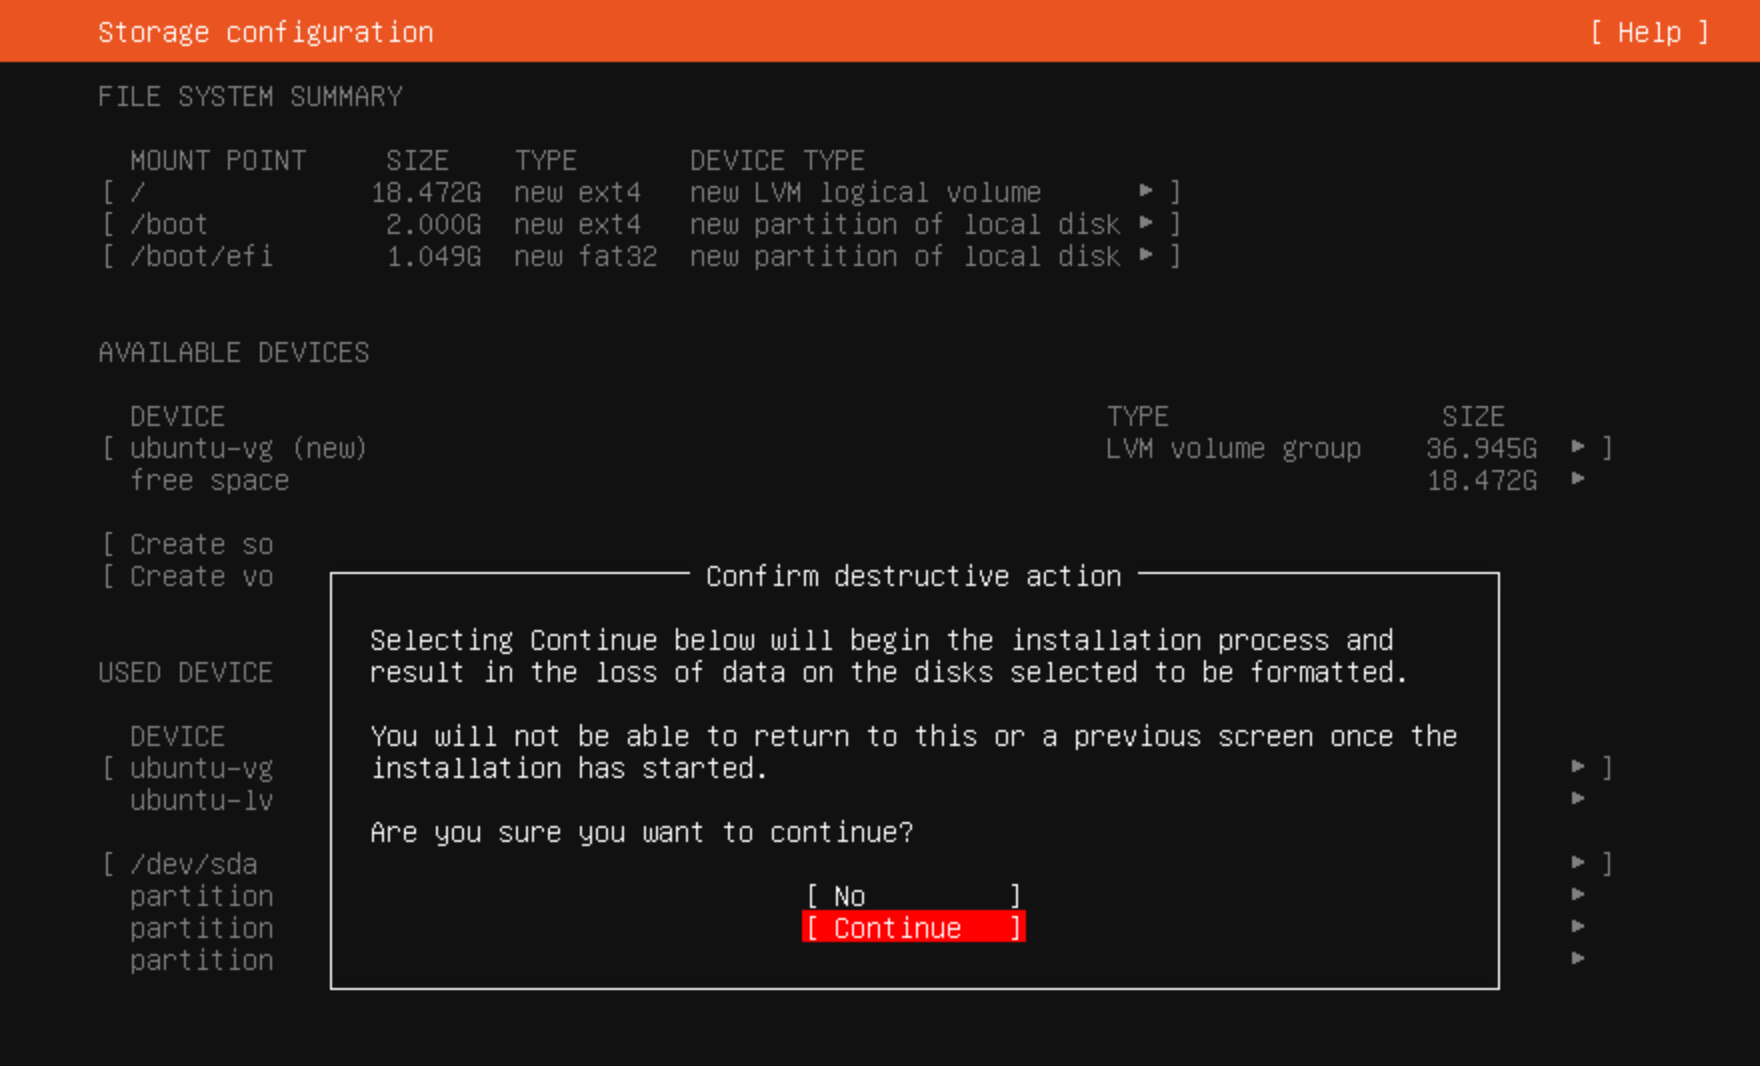 Storage configuration [ Help ]
FILE SYSTEM SUMMARY
MOUNT POINT SIZE TYPE DEVICE TYPE
[ / 18.472G new ext4 new LVM logical volume ▸ ]
[ /boot 2.000G new ext4 new partition of local disk ▸ ]
[ /boot/efi 1.049G new fat32 new partition of local disk ▸ ]
AVAILABLE DEVICES
DEVICE TYPE SIZE
[ ubuntu-vg (new) LVM volume group 36.945G ▸ ]
free space 18.472G ▸
[ Create so
[ Create vo
Confirm destructive action
Selecting Continue below will begin the installation process and
result in the loss of data on the disks selected to be formatted.
You will not be able to return to this or a previous screen once the
installation has started.
Are you sure you want to continue?
[ No ]
[ Continue ]
USED DEVICE
DEVICE
[ ubuntu-vg ▸ ]
ubuntu-lv ▸
[ /dev/sda ▸ ]
partition ▸
partition ▸
partition ▸